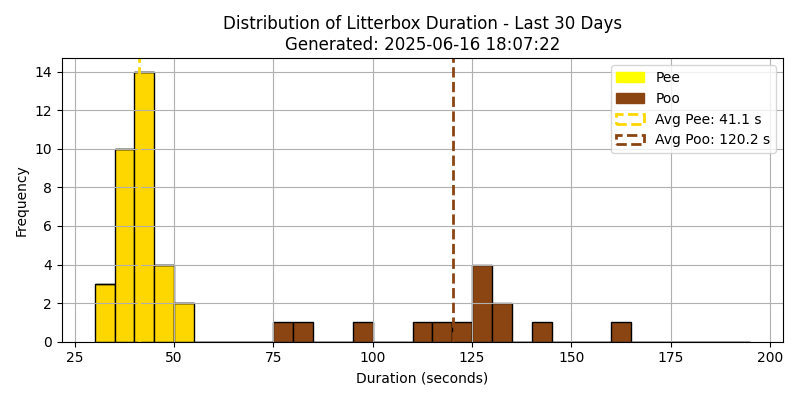 Distribution of Litterbox Duration - Last 30 Days
Generated: 2025-06-16 18:07:22
Pee
Poo
Avg Pee: 41.1 s
Avg Poo: 120.2 s
Frequency
14
12
10
8
6
4
2
0
25 50 75 100 125 150 175 200
Duration (seconds)